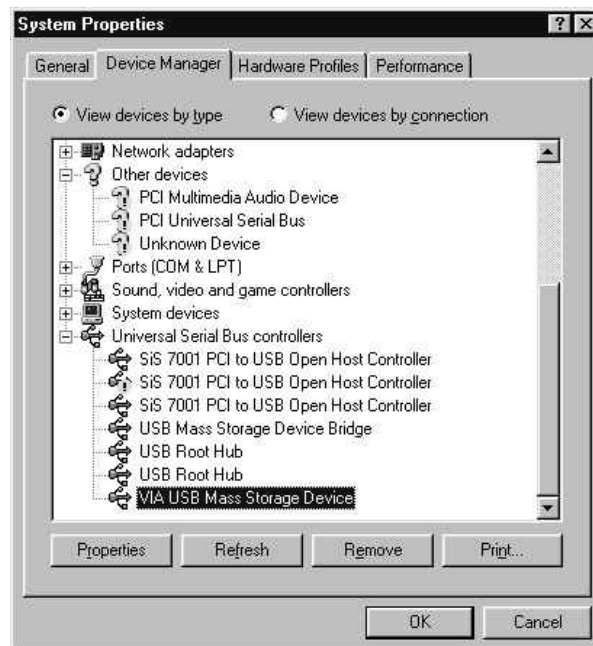 System Properties
General Device Manager Hardware Profiles Performance
View devices by type View devices by connection
Network adapters
Other devices
PCI Multimedia Audio Device
PCI Universal Serial Bus
Unknown Device
Ports (COM & LPT)
Sound, video and game controllers
System devices
Universal Serial Bus controllers
SiS 7001 PCI to USB Open Host Controller
SiS 7001 PCI to USB Open Host Controller
SiS 7001 PCI to USB Open Host Controller
USB Mass Storage Device Bridge
USB Root Hub
USB Root Hub
VIA USB Mass Storage Device
Properties Refresh Remove Print...
OK Cancel